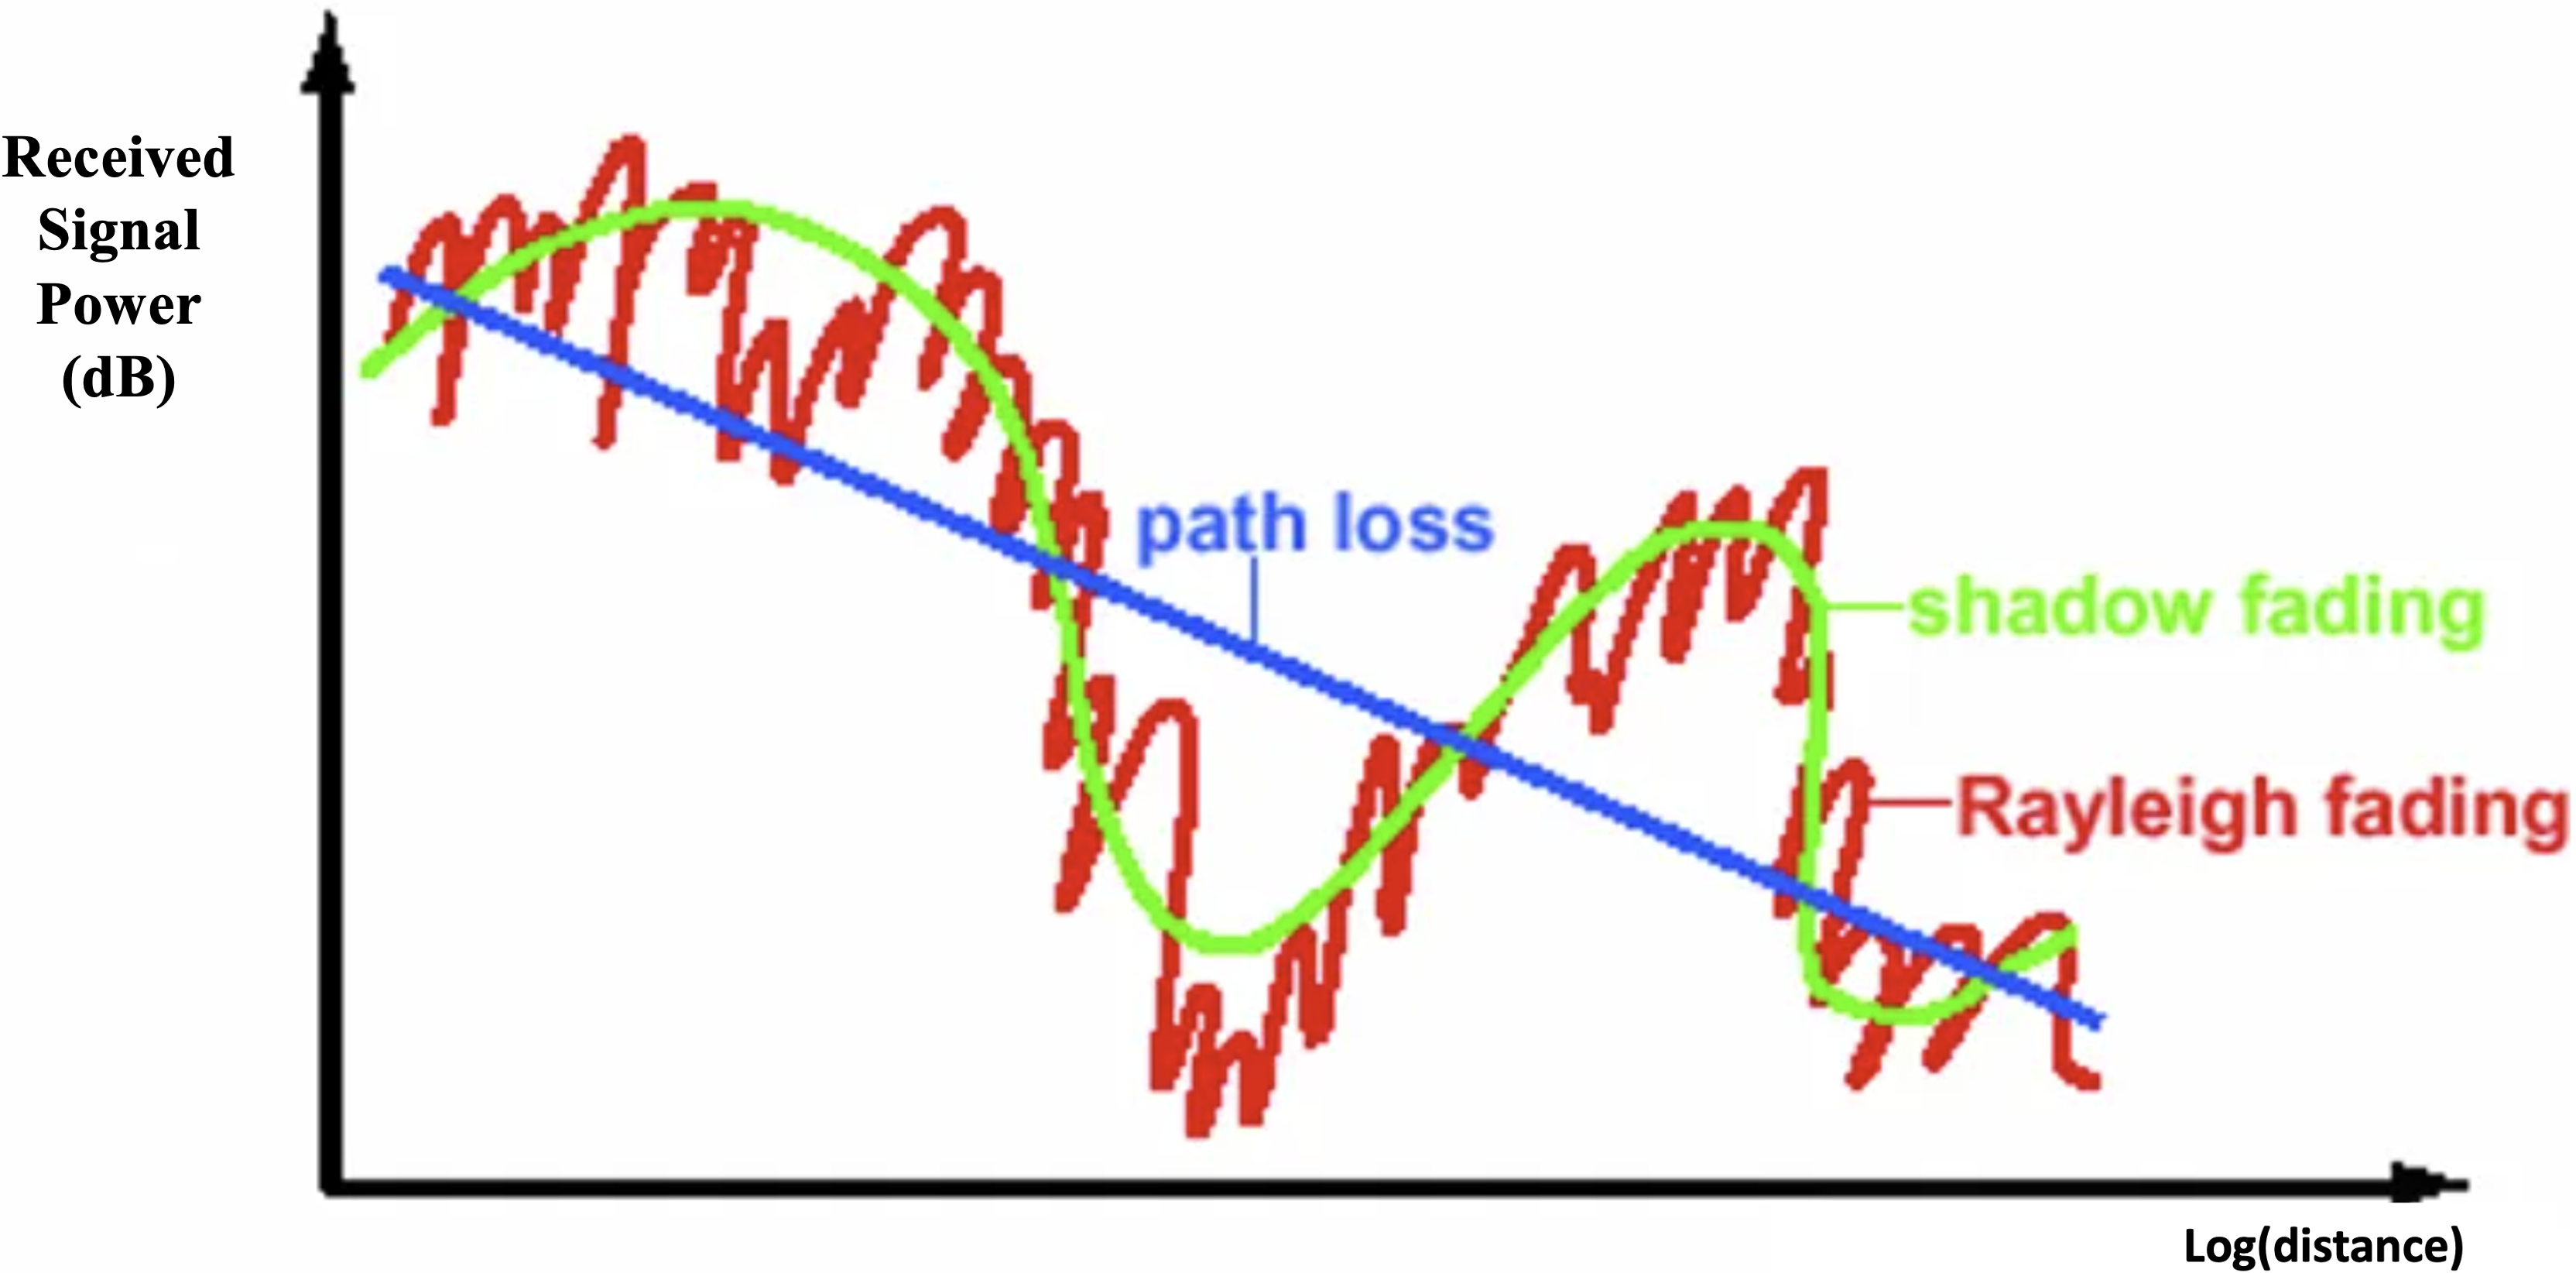 Received
Signal
Power
(dB)
path loss
shadow fading
Rayleigh fading
Log(distance)